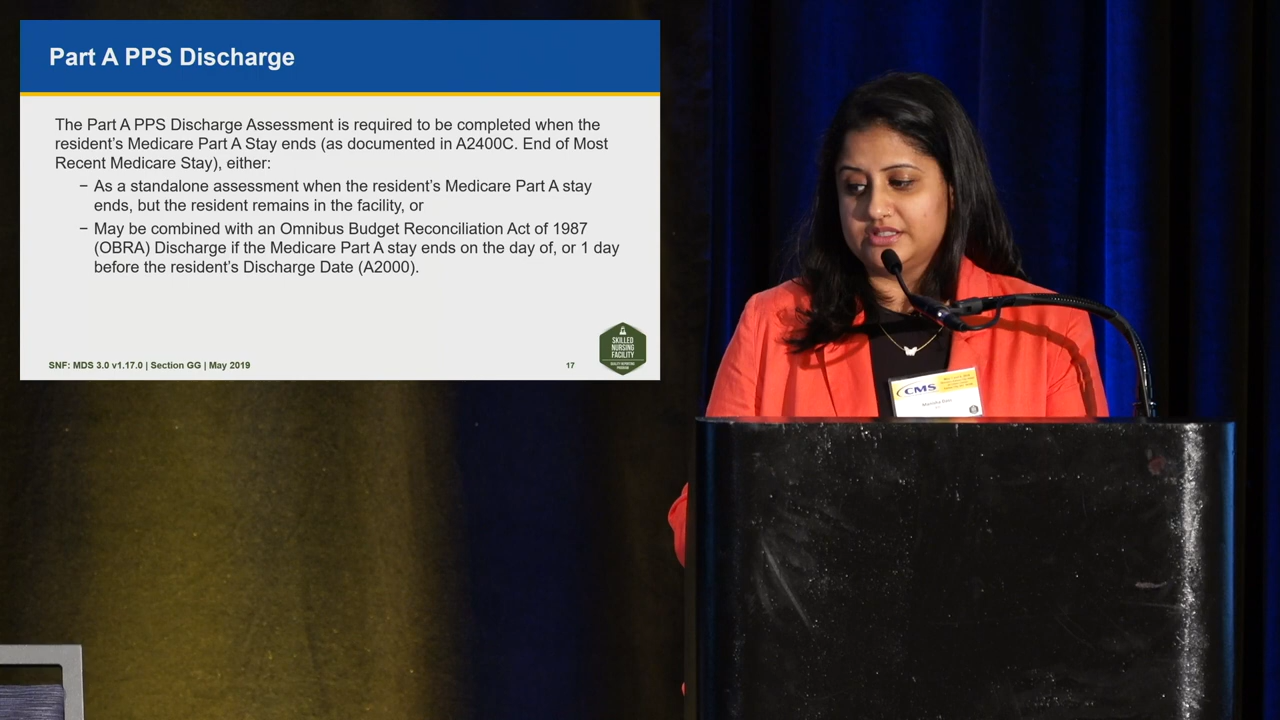 Part A PPS Discharge
The Part A PPS Discharge Assessment is required to be completed when the
resident's Medicare Part A Stay ends (as documented in A2400C. End of Most
Recent Medicare Stay), either:
− As a standalone assessment when the resident's Medicare Part A stay
ends, but the resident remains in the facility, or
− May be combined with an Omnibus Budget Reconciliation Act of 1987
(OBRA) Discharge if the Medicare Part A stay ends on the day of, or 1 day
before the resident's Discharge Date (A2000).
SNF: MDS 3.0 v1.17.0 | Section GG | May 2019
17
SKILLED
NURSING
FACILITY
QUALITY REPORTING
PROGRAM
CMS